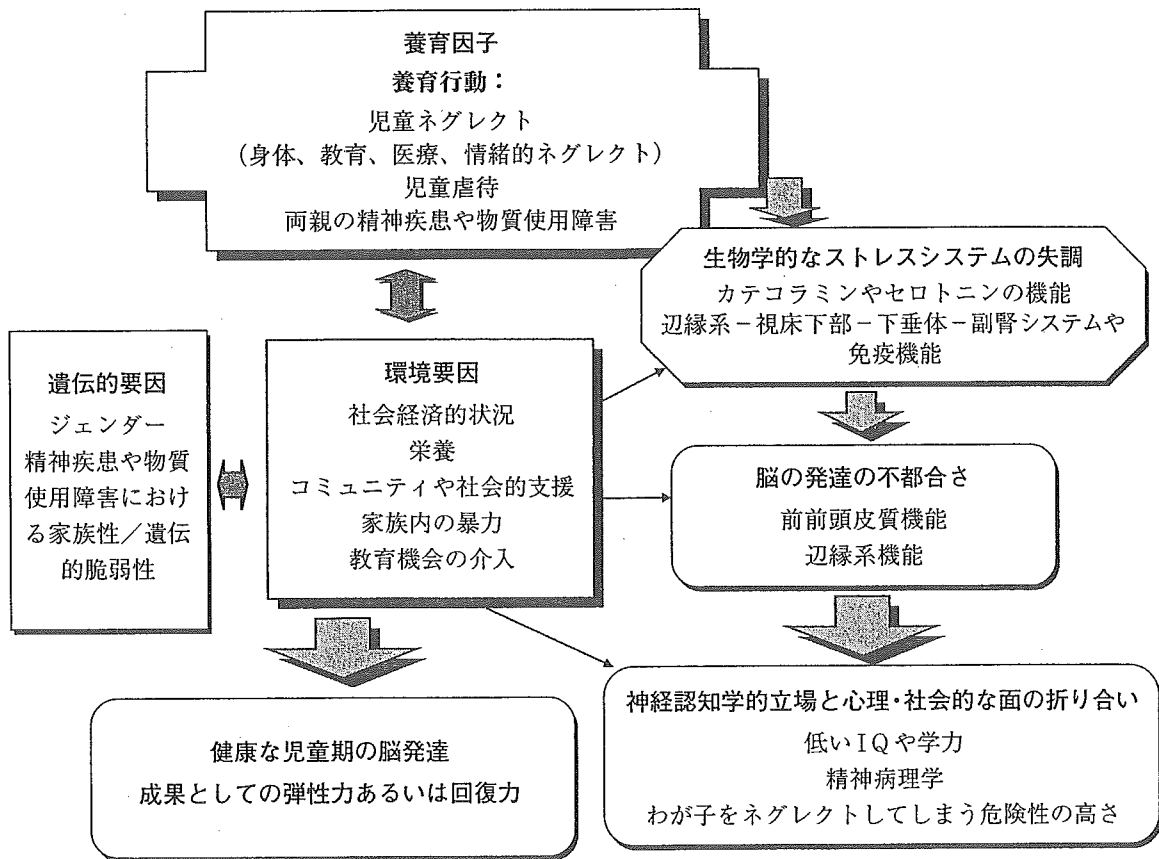 養育因子
養育行動：
児童ネグレクト
（身体、教育、医療、情緒的ネグレクト）
児童虐待
両親の精神疾患や物質使用障害
生物学的なストレスシステムの失調
カテコラミンやセロトニンの機能
辺縁系－視床下部－下垂体－副腎システムや
免疫機能
遺伝的要因
ジェンダー
精神疾患や物質
使用障害におけ
る家族性／遺伝
的脆弱性
環境要因
社会経済的状況
栄養
コミュニティや社会的支援
家族内の暴力
教育機会の介入
脳の発達の不都合さ
前前頭皮質機能
辺縁系機能
健康な児童期の脳発達
成果としての弾性力あるいは回復力
神経認知学的立場と心理・社会的な面の折り合い
低いＩＱや学力
精神病理学
わが子をネグレクトしてしまう危険性の高さ